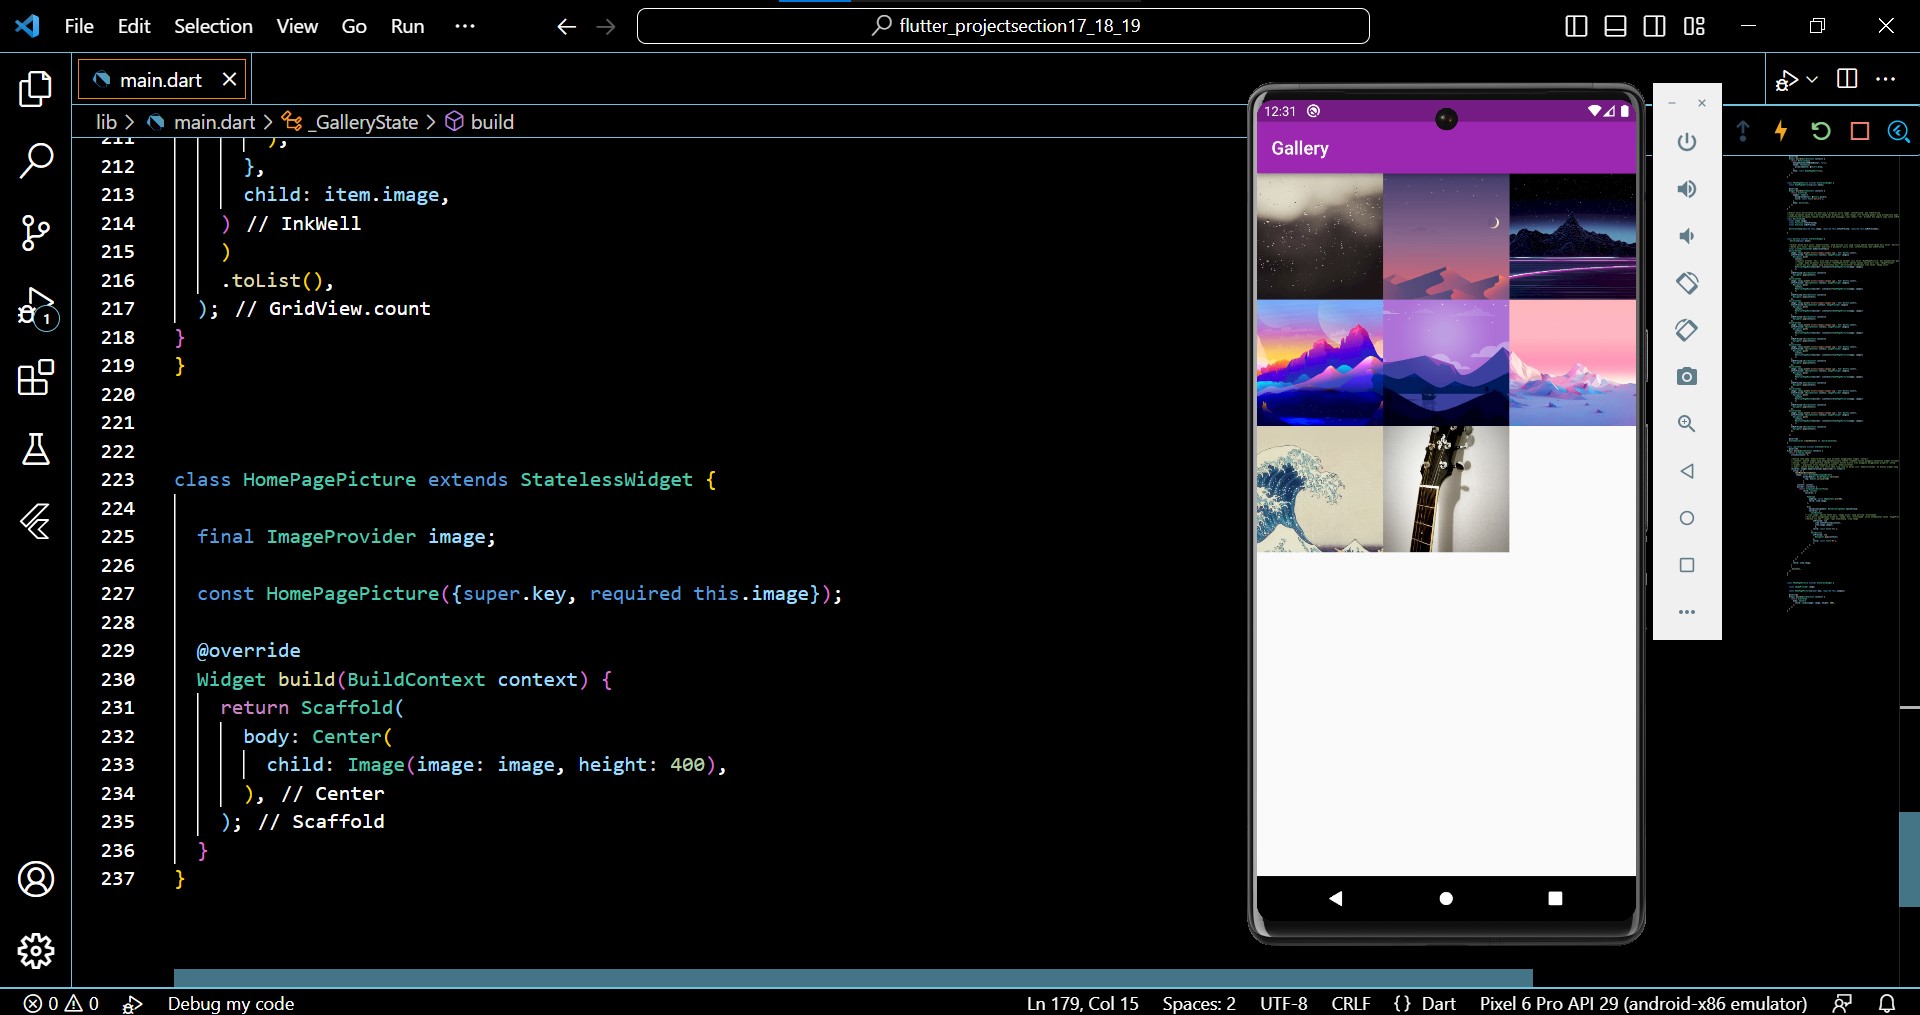 File Edit Selection View Go Run ···
flutter_projectsection17_18_19
main.dart
lib > main.dart > _GalleryState > build
211 ),
212 },
213 child: item.image,
214 ) // InkWell
215 )
216 .toList(),
217 ); // GridView.count
218 }
219 }
220
221
222
223 class HomePagePicture extends StatelessWidget {
224
225 final ImageProvider image;
226
227 const HomePagePicture({super.key, required this.image});
228
229 @override
230 Widget build(BuildContext context) {
231 return Scaffold(
232 body: Center(
233 child: Image(image: image, height: 400),
234 ), // Center
235 ); // Scaffold
236 }
237 }
1
12:31
Gallery
0 0 Debug my code Ln 179, Col 15 Spaces: 2 UTF-8 CRLF {} Dart Pixel 6 Pro API 29 (android-x86 emulator)